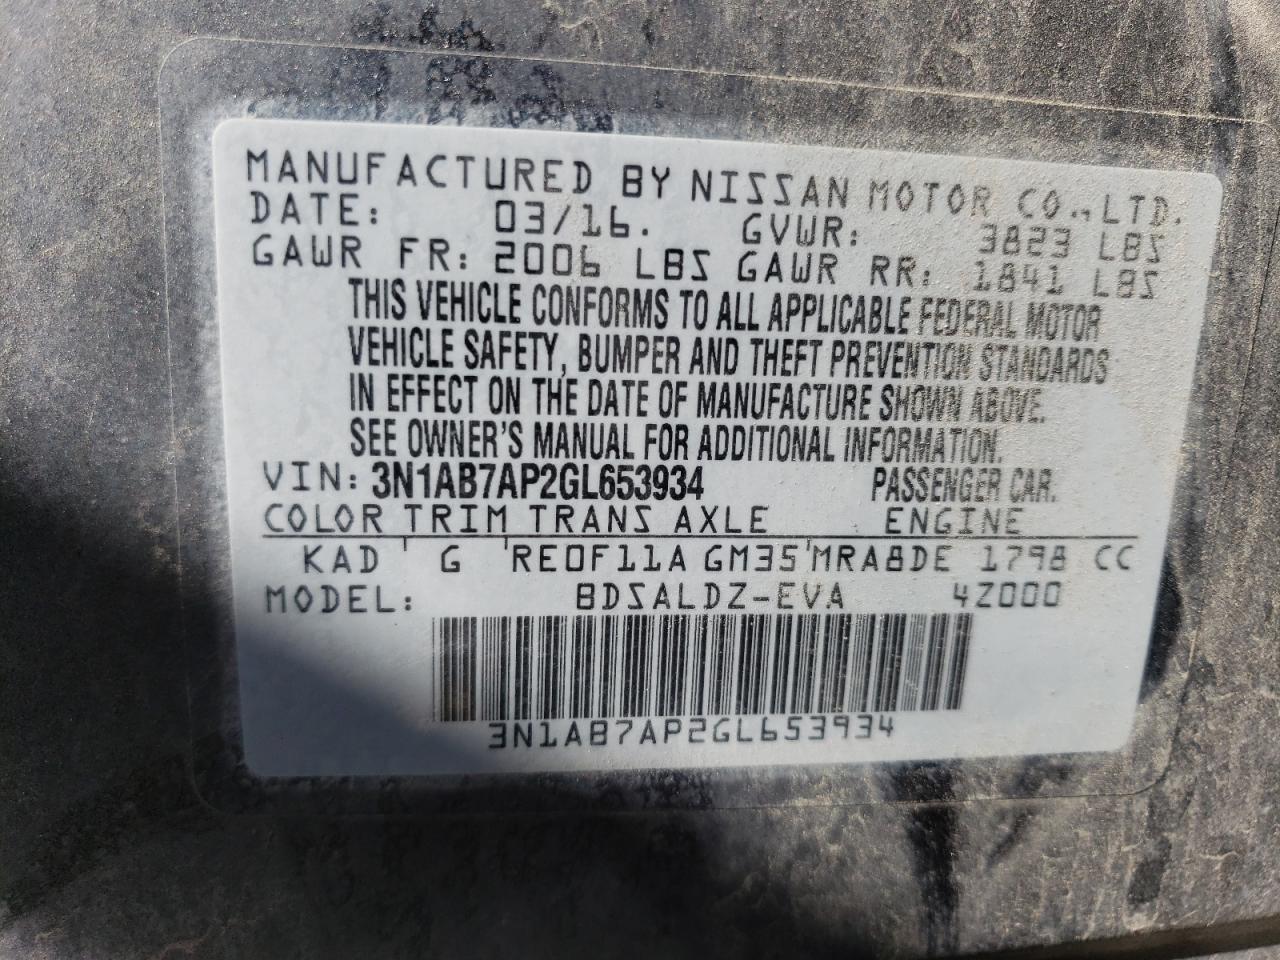 MANUFACTURED BY NISSAN MOTOR CO., LTD.
DATE: 03/16. GVWR: 3823 LBS
GAWR FR: 2006 LBS GAWR RR: 1841 LBS
THIS VEHICLE CONFORMS TO ALL APPLICABLE FEDERAL MOTOR
VEHICLE SAFETY, BUMPER AND THEFT PREVENTION STANDARDS
IN EFFECT ON THE DATE OF MANUFACTURE SHOWN ABOVE.
SEE OWNER'S MANUAL FOR ADDITIONAL INFORMATION.
VIN: 3N1AB7AP2GL653934 PASSENGER CAR.
COLOR TRIM TRANS AXLE ENGINE
KAD G RE0F11A GM35 MRA8DE 1798 CC
MODEL: BDSALDZ-EVA 4Z000
3N1AB7AP2GL653934